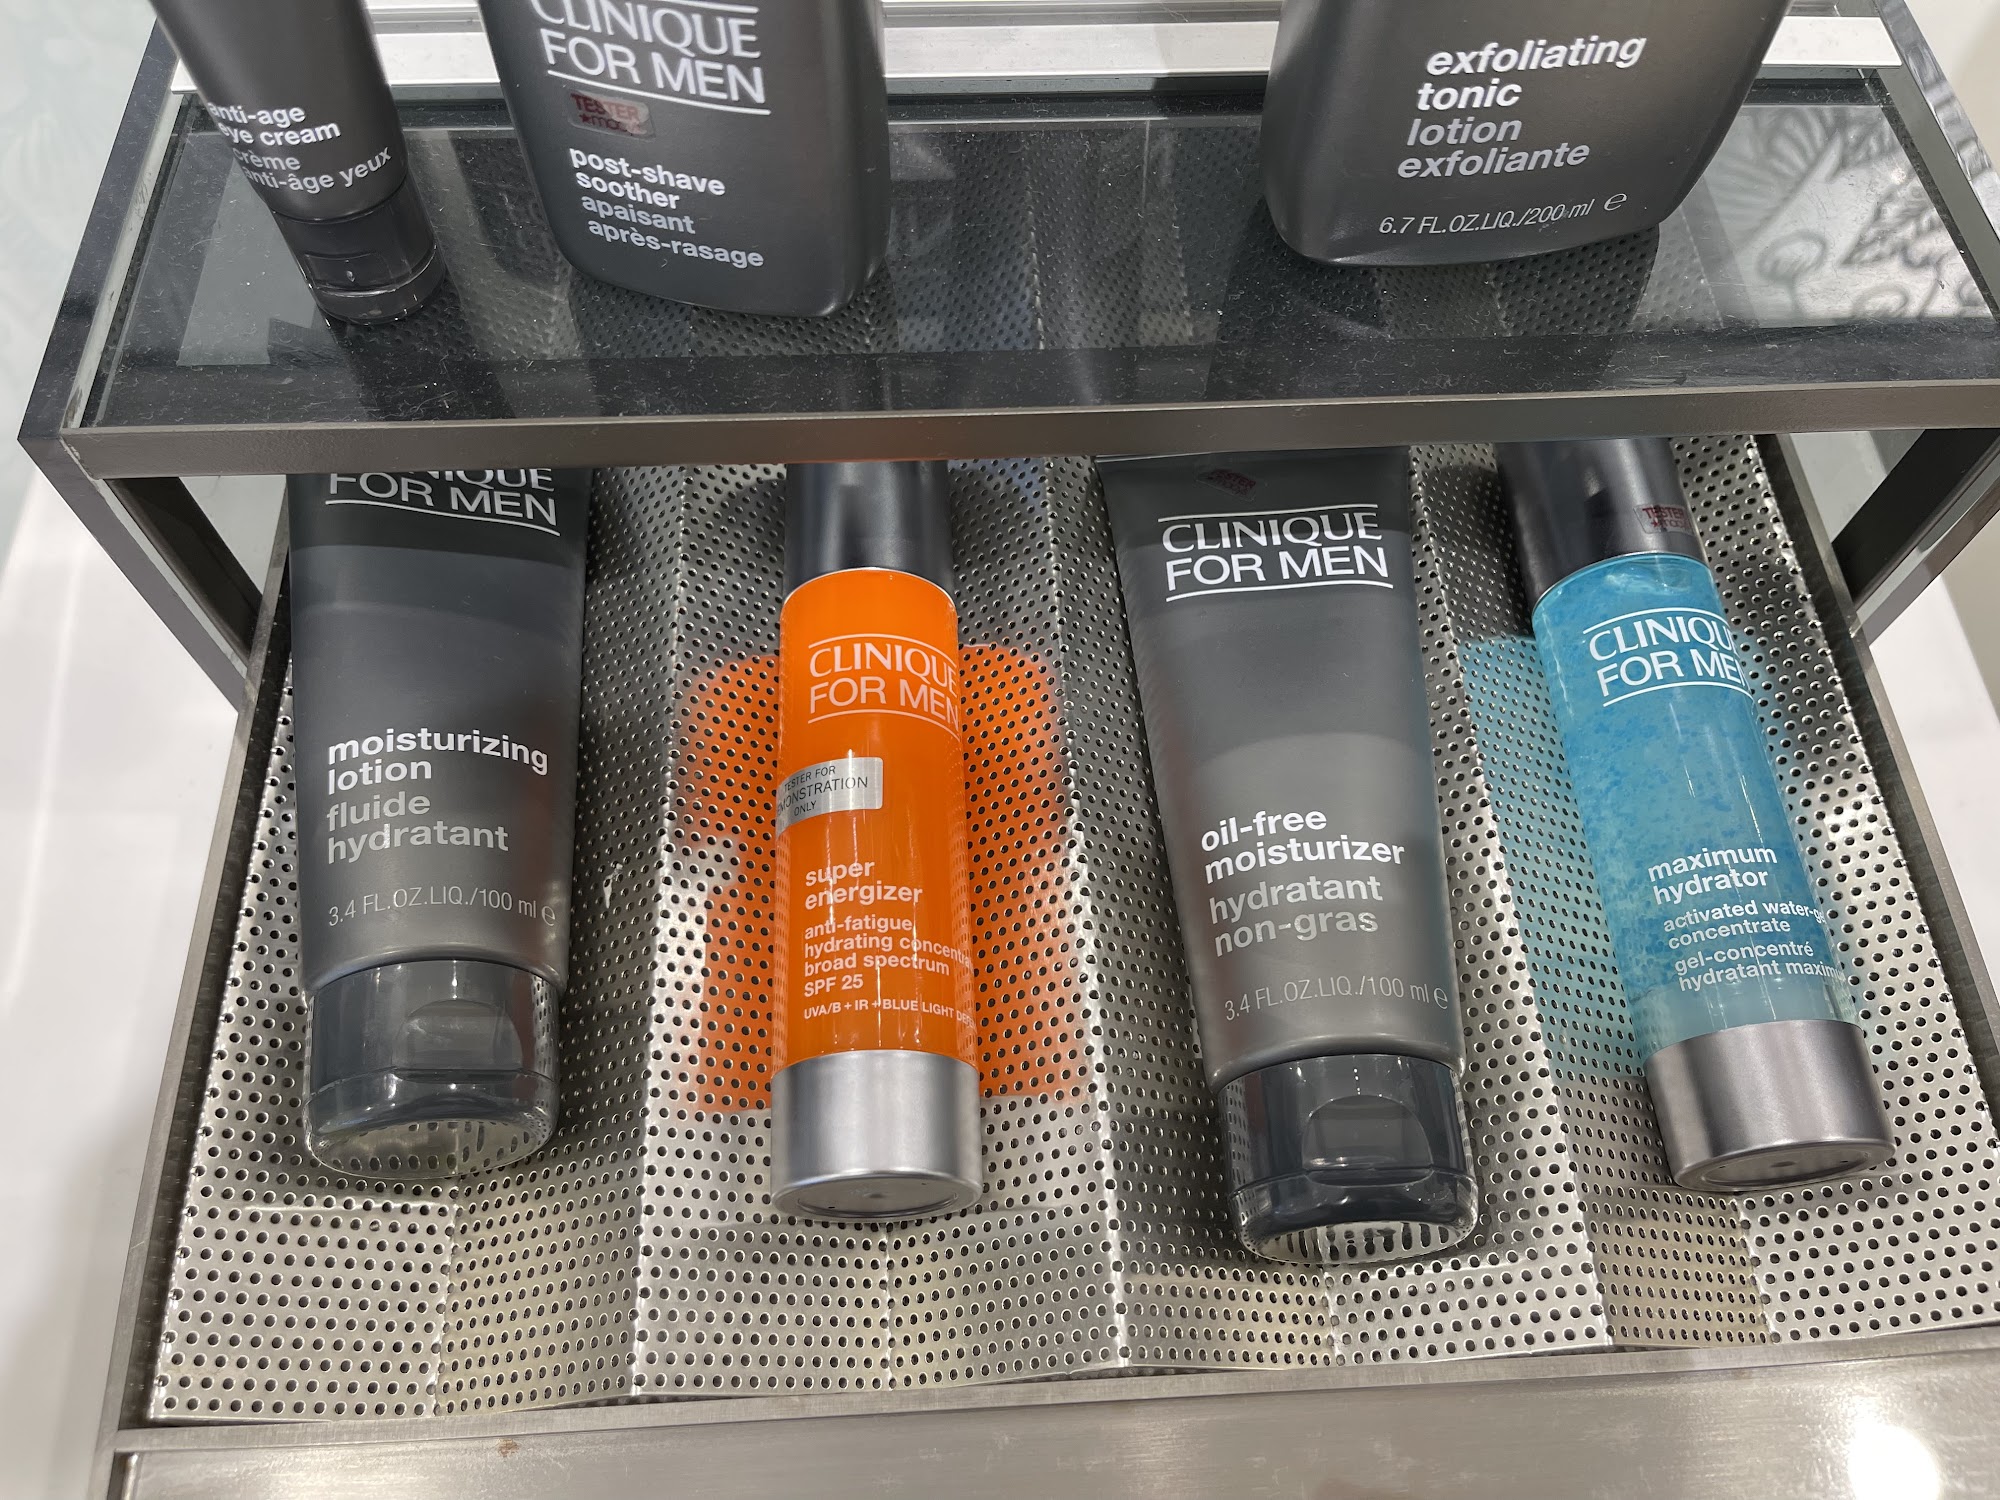 anti-age
eye cream
crème
anti-âge yeux
CLINIQUE
FOR MEN
TESTER
post-shave
soother
apaisant
après-rasage
exfoliating
tonic
lotion
exfoliante
6.7 FL.OZ.LIQ./200 ml ℮
CLINIQUE
FOR MEN
moisturizing
lotion
fluide
hydratant
3.4 FL.OZ.LIQ./100 ml ℮
CLINIQUE
FOR MEN
TESTER FOR
DEMONSTRATION
ONLY
super
energizer
anti-fatigue
hydrating concentrate
broad spectrum
SPF 25
UVA/B + IR + BLUE LIGHT
TESTER
CLINIQUE
FOR MEN
oil-free
moisturizer
hydratant
non-gras
3.4 FL.OZ.LIQ./100 ml ℮
TESTER
CLINIQUE
FOR MEN
maximum
hydrator
activated water-gel
concentrate
gel-concentré
hydratant maximum